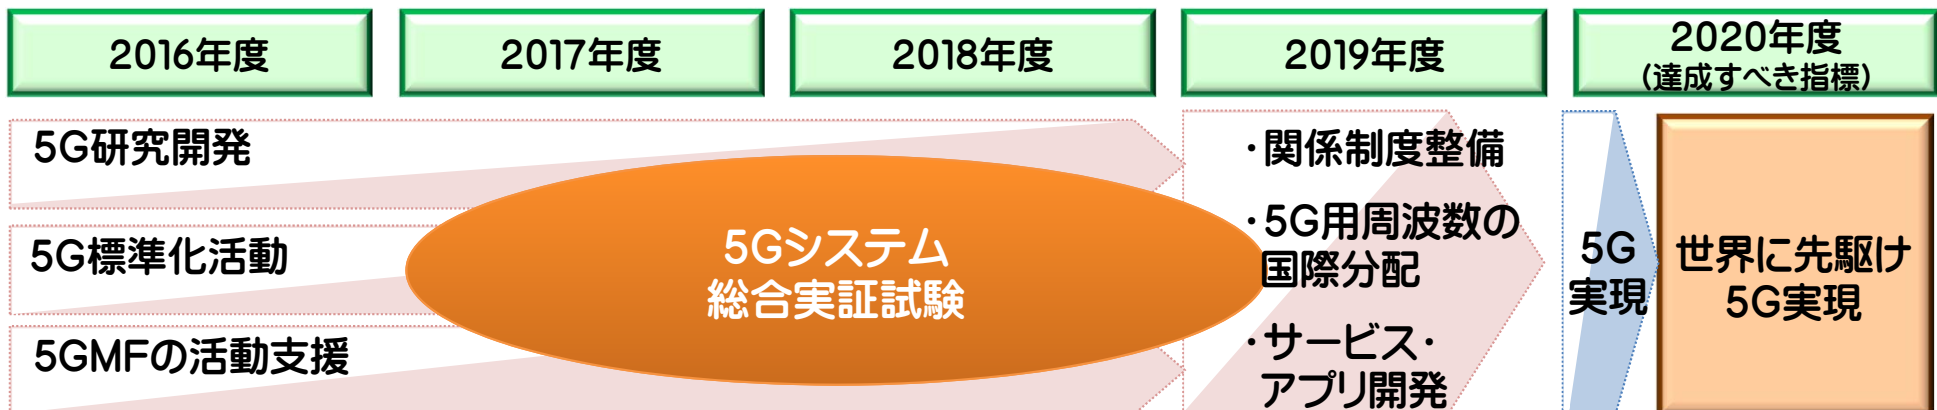 2016年度
2017年度
2018年度
2019年度
2020年度
(達成すべき指標)
5G研究開発
5G標準化活動
5GMFの活動支援
5Gシステム
総合実証試験
・関係制度整備
・5G用周波数の
国際分配
・サービス・
アプリ開発
5G
実現
世界に先駆け
5G実現